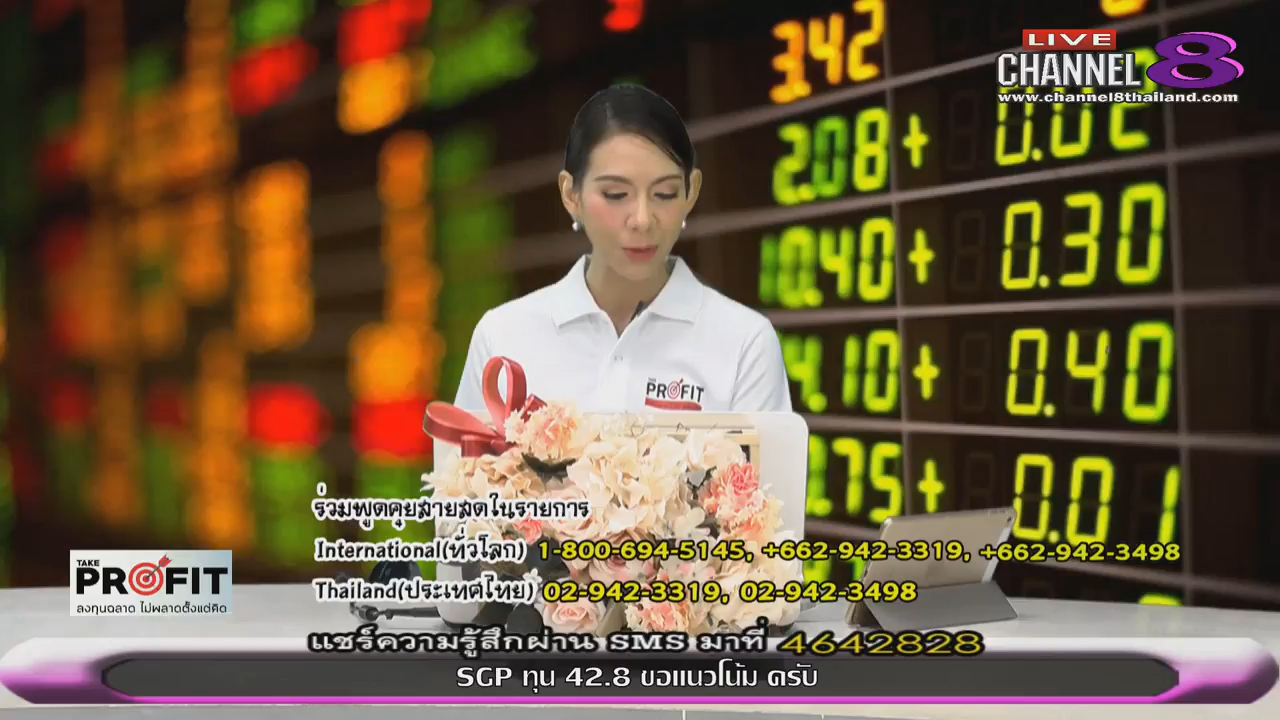 LIVE
CHANNEL 8
www.channel8thailand.com
3.42
2.08 + 0.02
10.40 + 0.30
4.10 + 0.40
.75 + 0.01
TAKE
PROFIT
ร่วมพูดคุยสายสดในรายการ
International(ทั่วโลก) 1-800-694-5145, +662-942-3319, +662-942-3498
Thailand(ประเทศไทย) 02-942-3319, 02-942-3498
TAKE
PROFIT
ลงทุนฉลาด ไม่พลาดตั้งแต่คิด
แชร์ความรู้สึกผ่าน SMS มาที่ 4642828
SGP ทุน 42.8 ขอแนวโน้ม ครับ